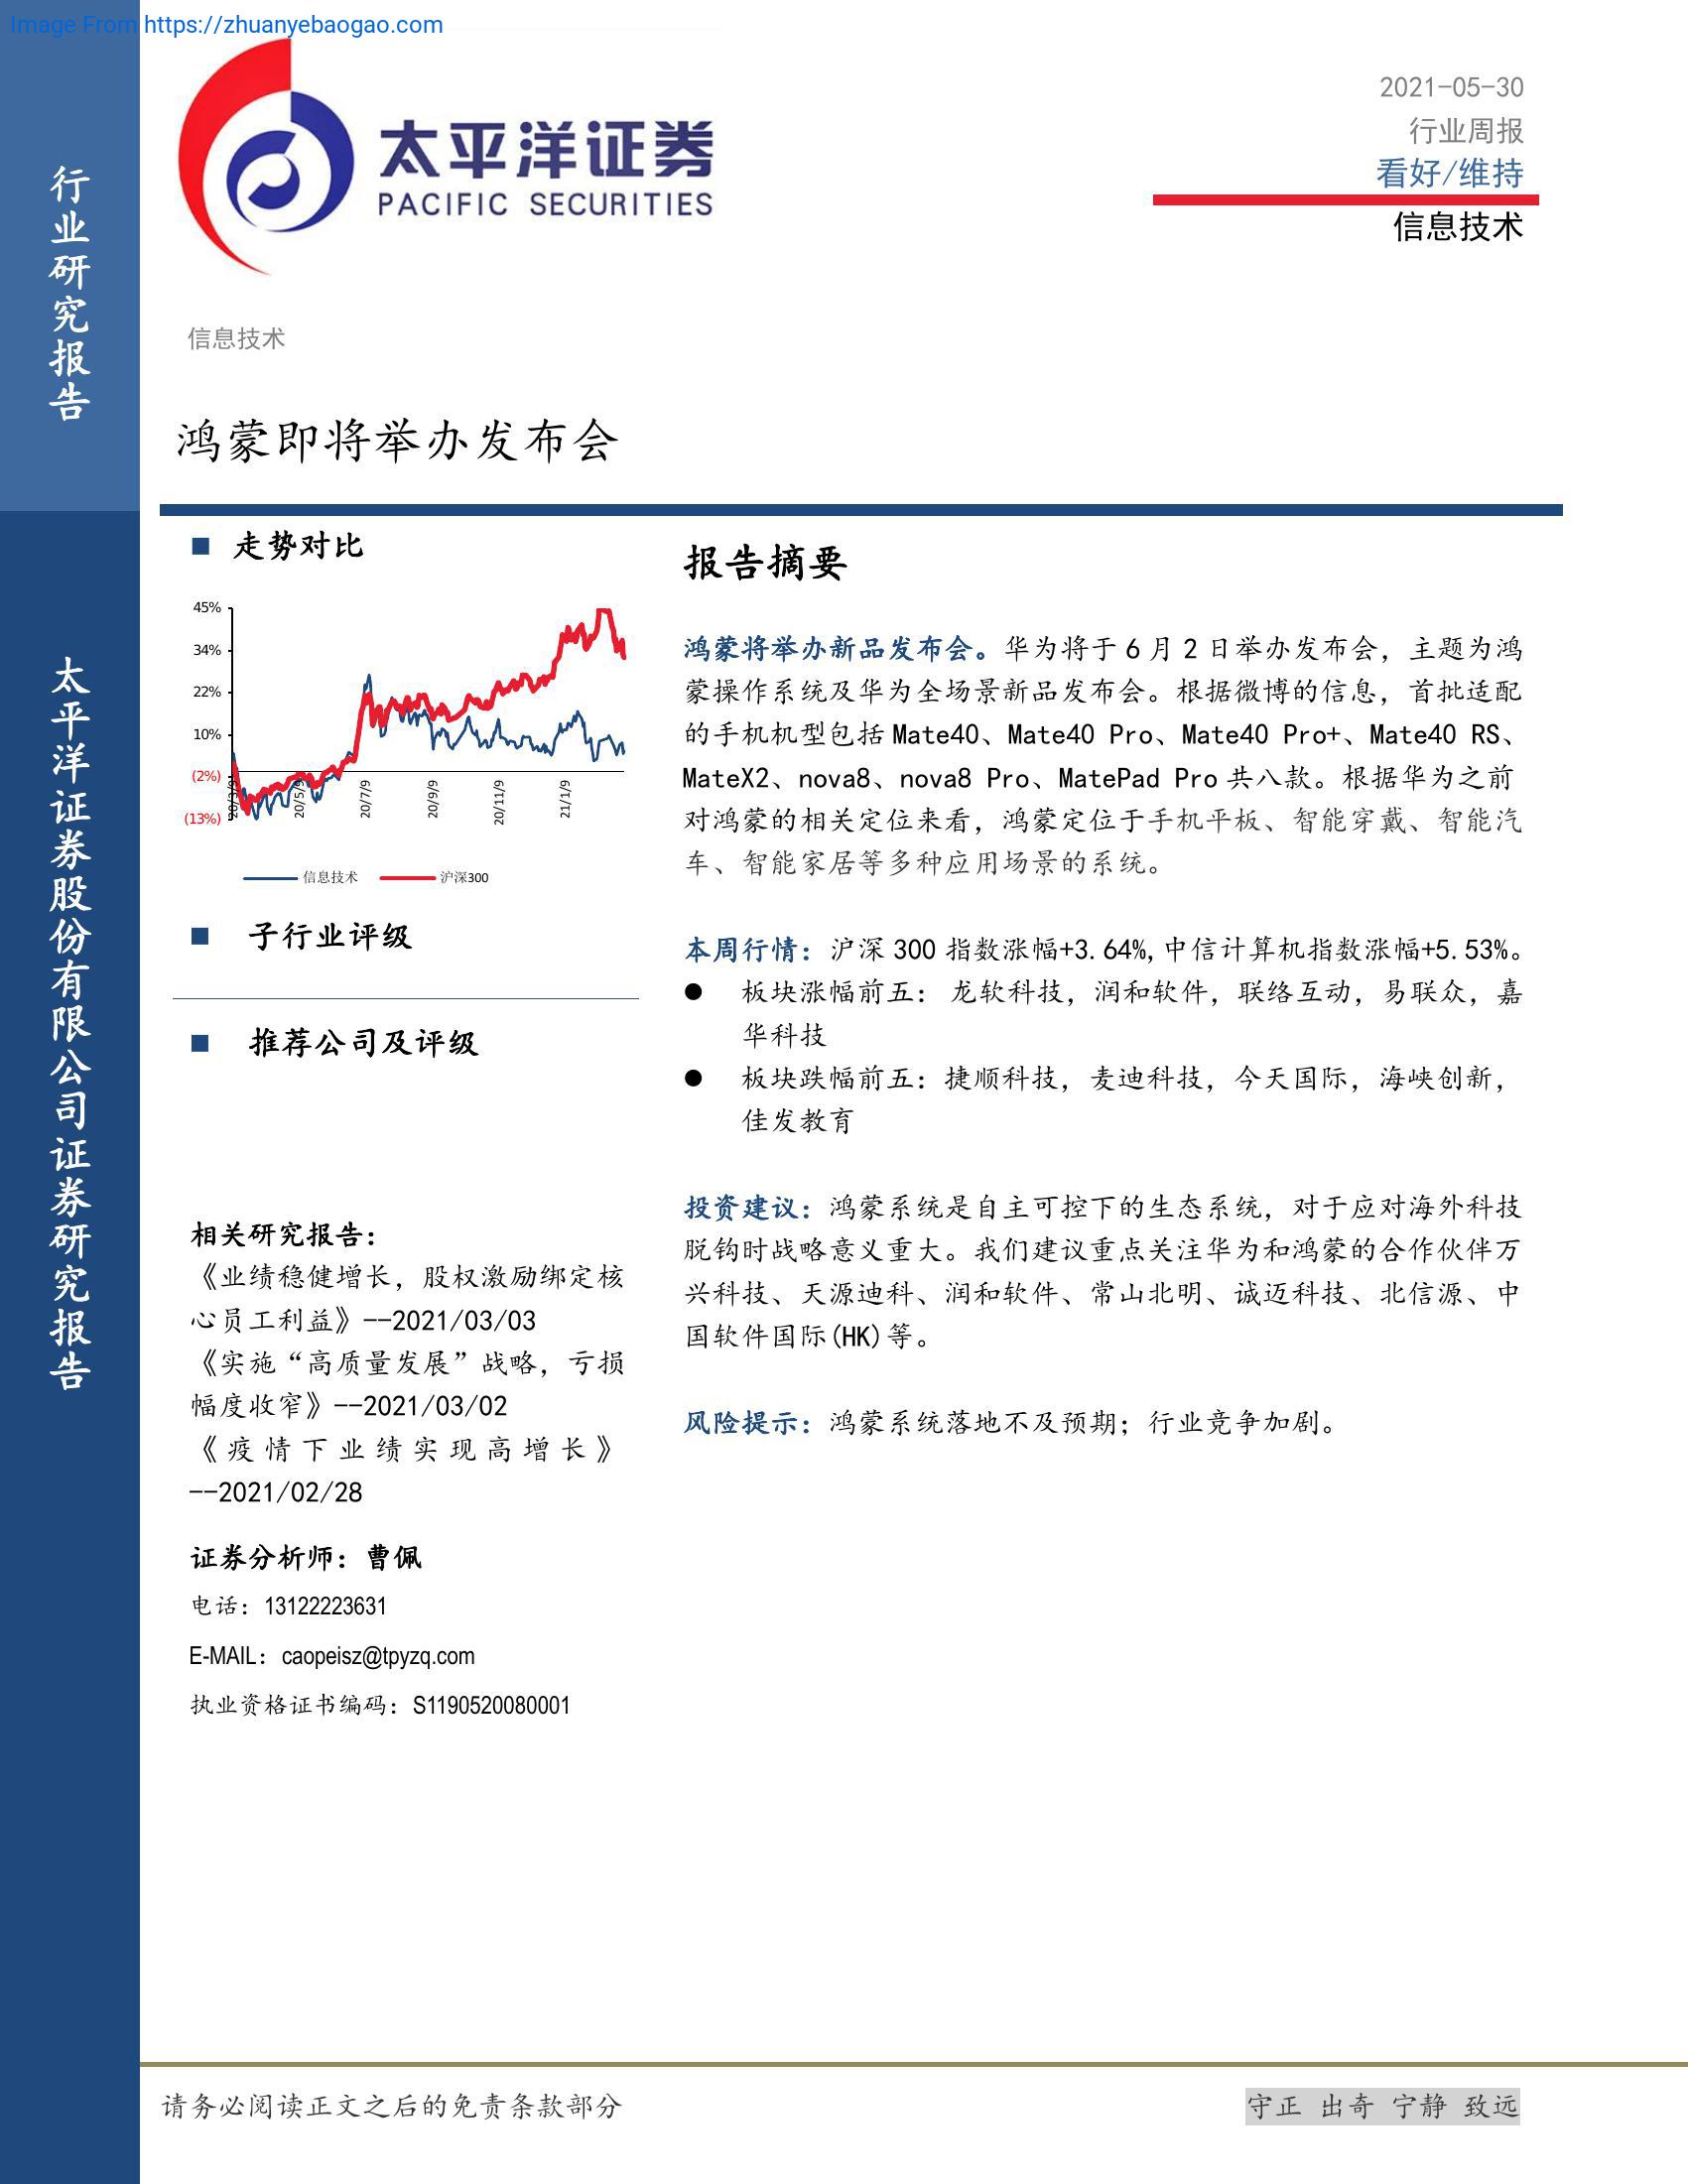 Image From https://zhuanyebaogao.com
行业研究报告
太平洋证券股份有限公司证券研究报告
太平洋证券
PACIFIC SECURITIES
2021-05-30
行业周报
看好/维持
信息技术
信息技术
鸿蒙即将举办发布会
■ 走势对比
45%
34%
22%
10%
(2%)
(13%)
20/3/9
20/5/9
20/7/9
20/9/9
20/11/9
21/1/9
信息技术 沪深300
■ 子行业评级
■ 推荐公司及评级
相关研究报告：
《业绩稳健增长，股权激励绑定核
心员工利益》--2021/03/03
《实施“高质量发展”战略，亏损
幅度收窄》--2021/03/02
《疫情下业绩实现高增长》
--2021/02/28
证券分析师：曹佩
电话：13122223631
E-MAIL：caopeisz@tpyzq.com
执业资格证书编码：S1190520080001
报告摘要
鸿蒙将举办新品发布会。华为将于 6 月 2 日举办发布会，主题为鸿
蒙操作系统及华为全场景新品发布会。根据微博的信息，首批适配
的手机机型包括 Mate40、Mate40 Pro、Mate40 Pro+、Mate40 RS、
MateX2、nova8、nova8 Pro、MatePad Pro 共八款。根据华为之前
对鸿蒙的相关定位来看，鸿蒙定位于手机平板、智能穿戴、智能汽
车、智能家居等多种应用场景的系统。
本周行情：沪深 300 指数涨幅+3.64%,中信计算机指数涨幅+5.53%。
● 板块涨幅前五： 龙软科技，润和软件，联络互动，易联众，嘉
华科技
● 板块跌幅前五：捷顺科技，麦迪科技，今天国际，海峡创新，
佳发教育
投资建议：鸿蒙系统是自主可控下的生态系统，对于应对海外科技
脱钩时战略意义重大。我们建议重点关注华为和鸿蒙的合作伙伴万
兴科技、天源迪科、润和软件、常山北明、诚迈科技、北信源、中
国软件国际(HK)等。
风险提示：鸿蒙系统落地不及预期；行业竞争加剧。
请务必阅读正文之后的免责条款部分
守正 出奇 宁静 致远